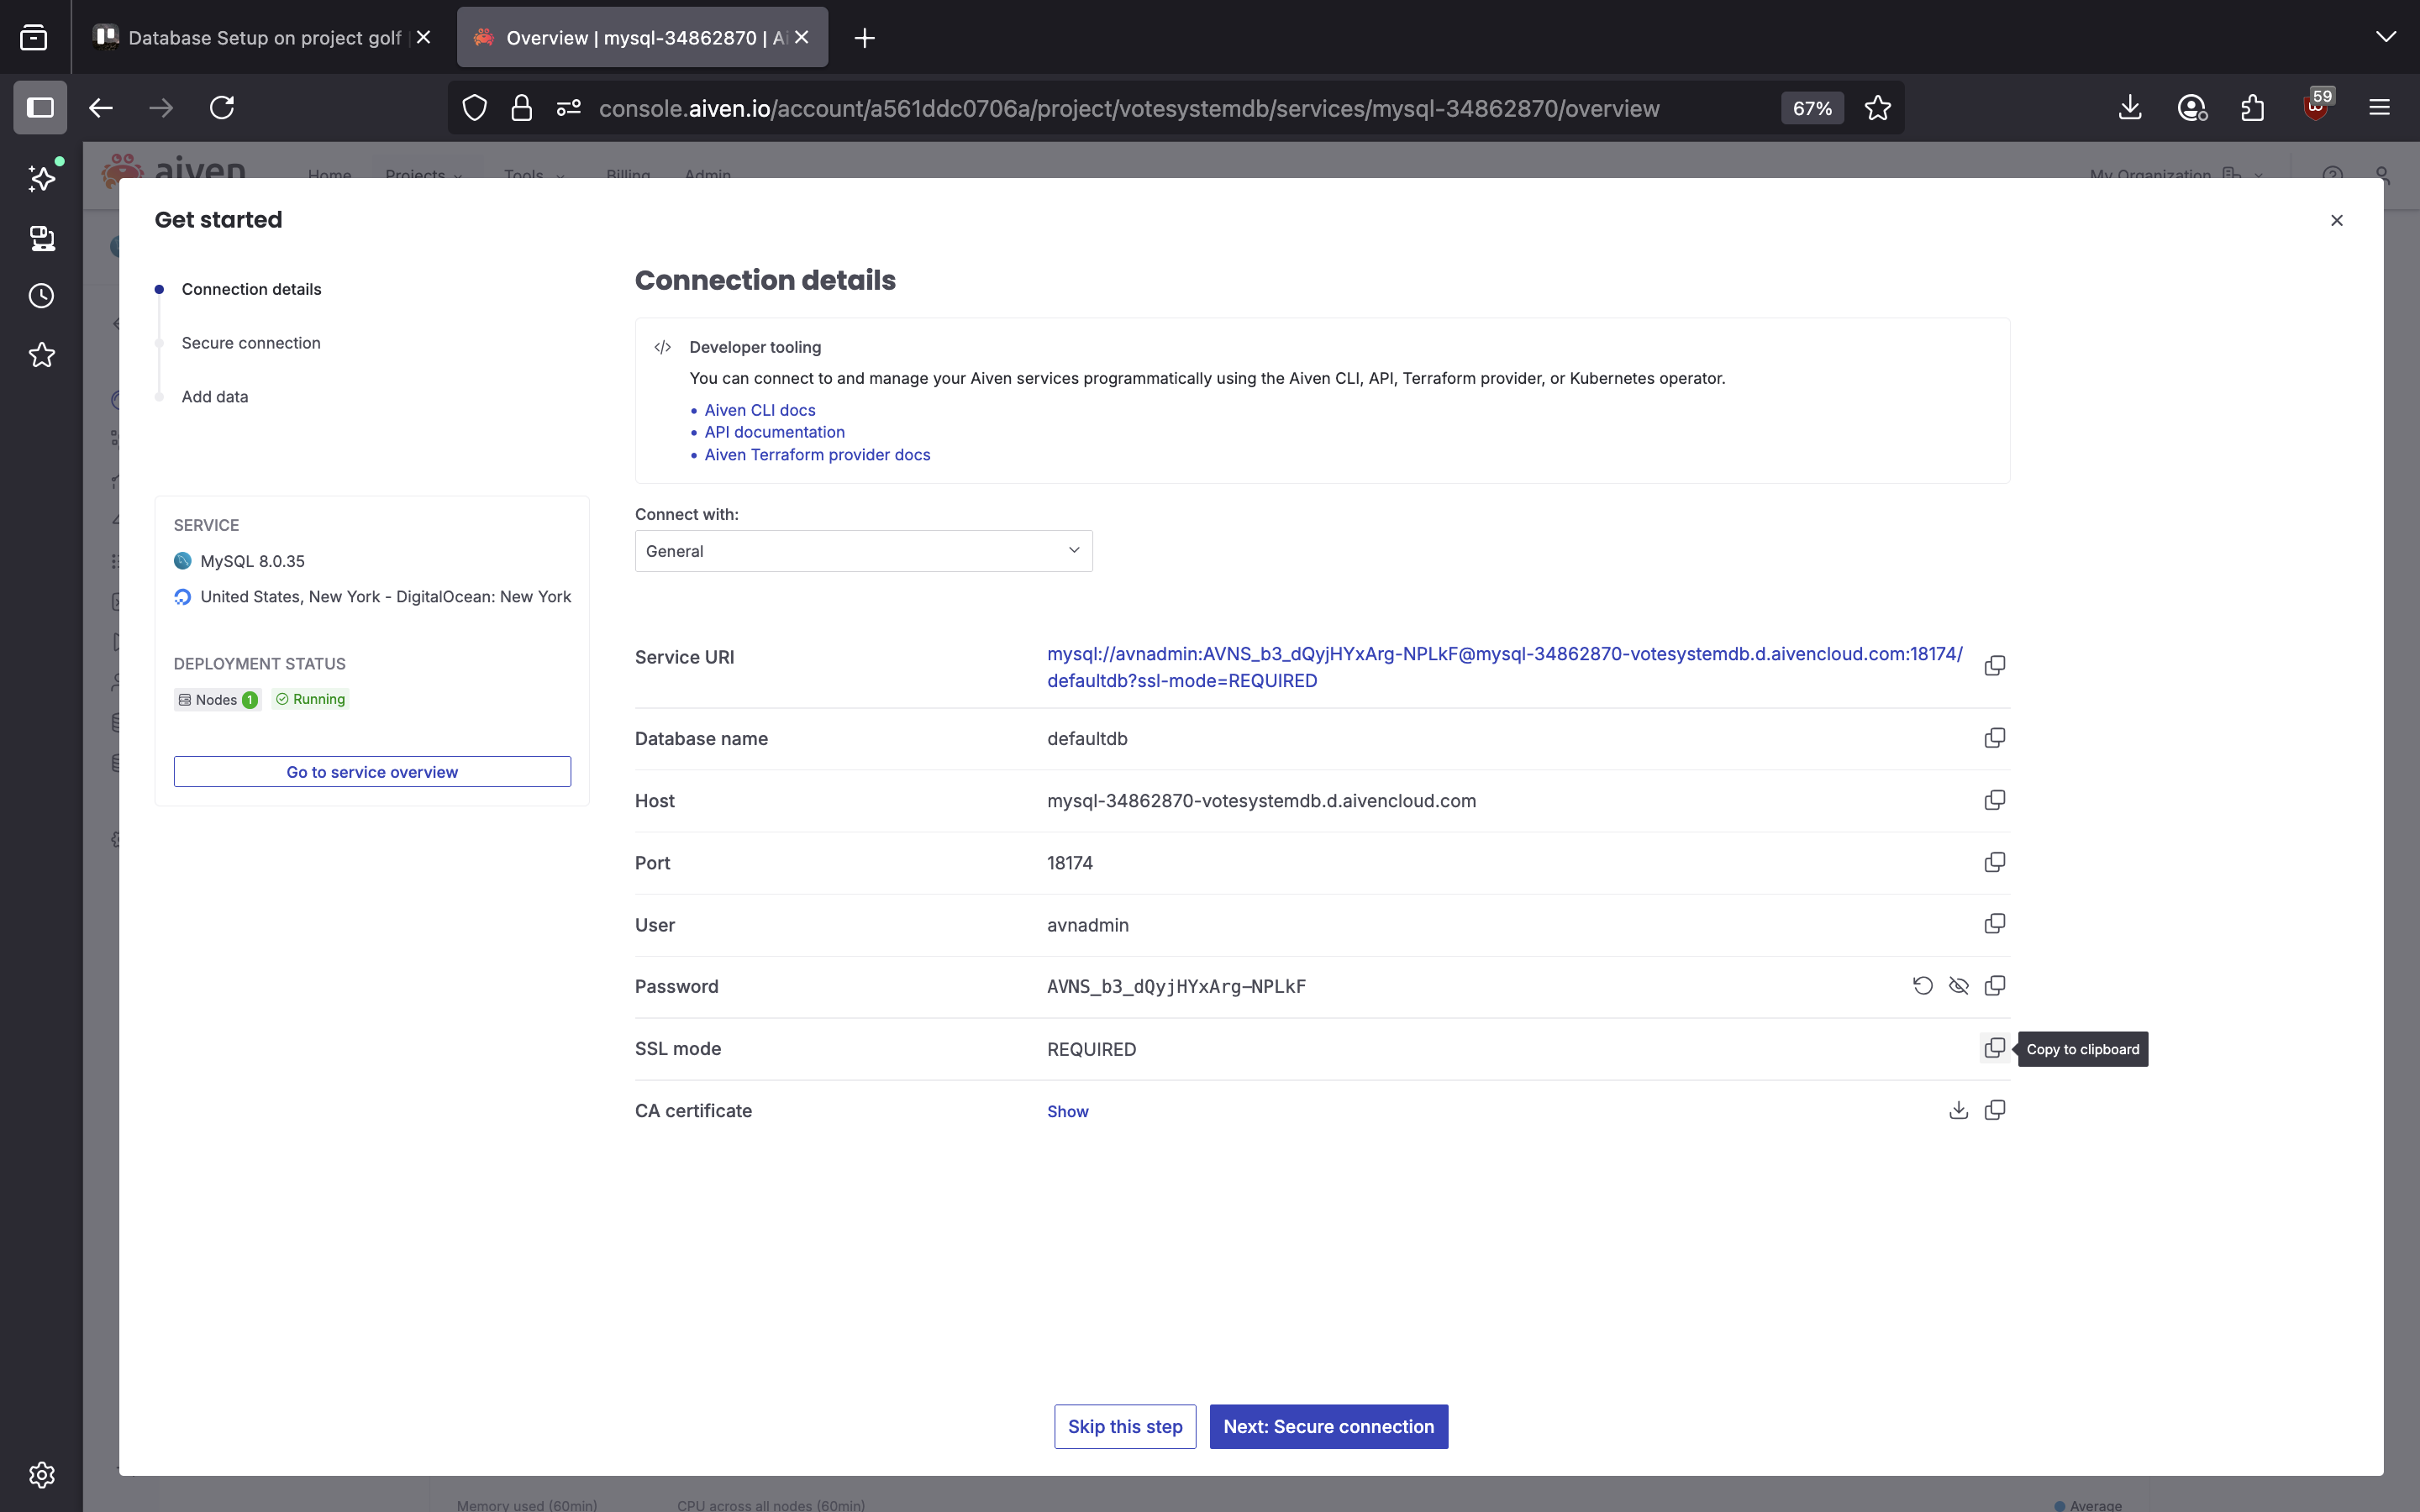 Database Setup on project golf
Overview | mysql-34862870 | Ai
console.aiven.io/account/a561ddc0706a/project/votesystemdb/services/mysql-34862870/overview
67%
59
aiven
Home
Projects
Tools
Billing
Admin
My Organization
Get started
Connection details
Secure connection
Add data
SERVICE
MySQL 8.0.35
United States, New York - DigitalOcean: New York
DEPLOYMENT STATUS
Nodes 1
Running
Go to service overview
Connection details
Developer tooling
You can connect to and manage your Aiven services programmatically using the Aiven CLI, API, Terraform provider, or Kubernetes operator.
• Aiven CLI docs
• API documentation
• Aiven Terraform provider docs
Connect with:
General
Service URI
mysql://avnadmin:AVNS_b3_dQyjHYxArg-NPLkF@mysql-34862870-votesystemdb.d.aivencloud.com:18174/
defaultdb?ssl-mode=REQUIRED
Database name
defaultdb
Host
mysql-34862870-votesystemdb.d.aivencloud.com
Port
18174
User
avnadmin
Password
AVNS_b3_dQyjHYxArg-NPLkF
SSL mode
REQUIRED
Copy to clipboard
CA certificate
Show
Skip this step
Next: Secure connection
Memory used (60min)
CPU across all nodes (60min)
Average